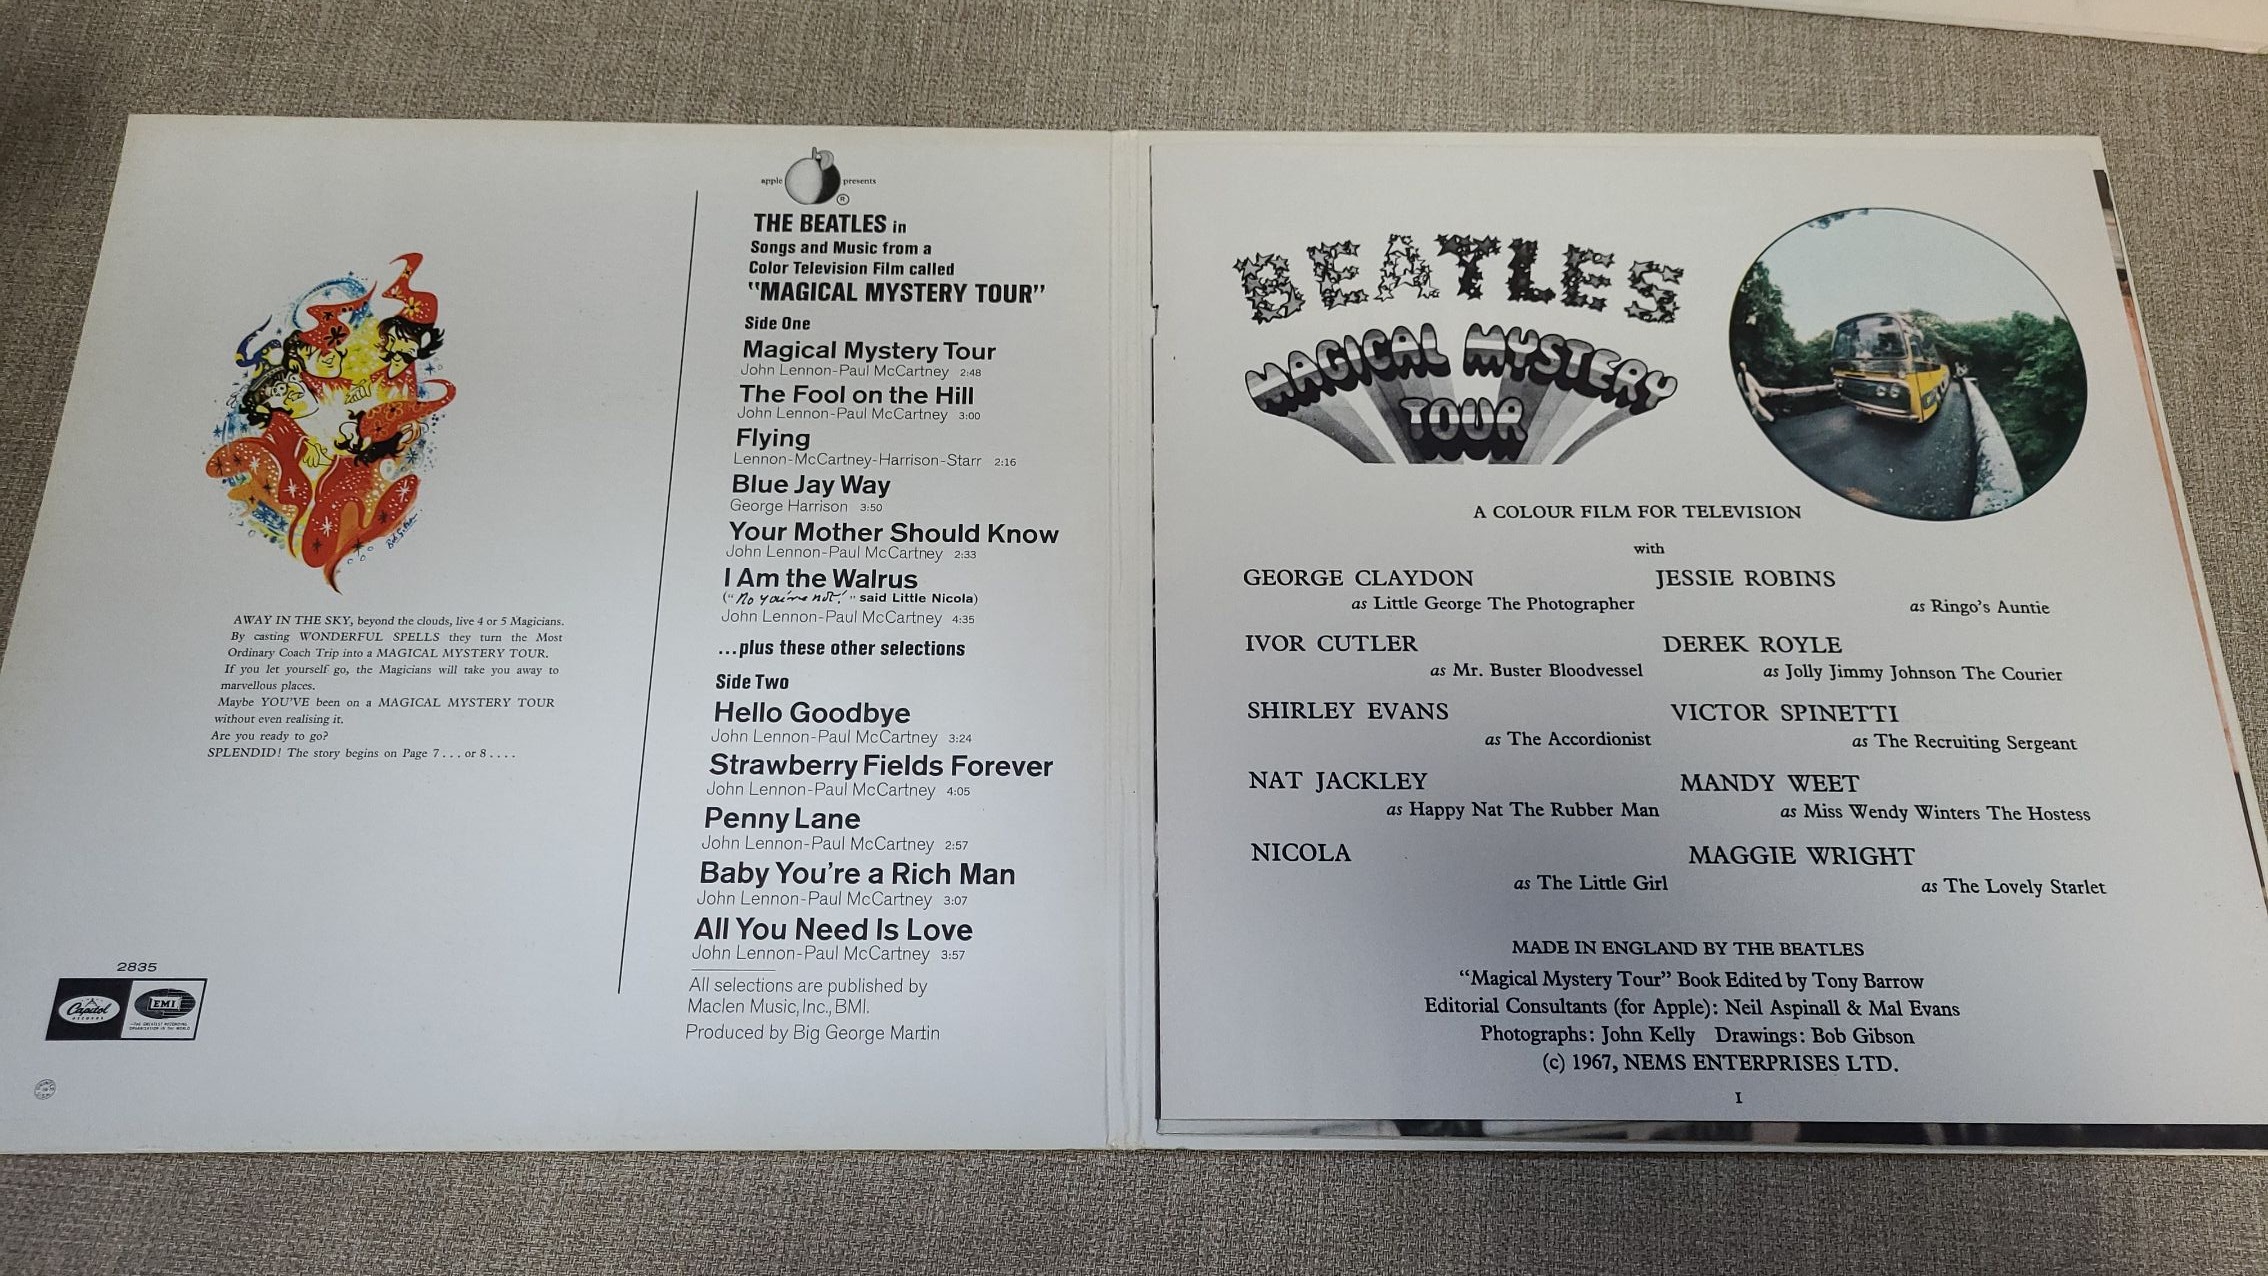 AWAY IN THE SKY, beyond the clouds, live 4 or 5 Magicians.
By casting WONDERFUL SPELLS they turn the Most
Ordinary Coach Trip into a MAGICAL MYSTERY TOUR.
If you let yourself go, the Magicians will take you away to
marvellous places.
Maybe YOU'VE been on a MAGICAL MYSTERY TOUR
without even realising it.
Are you ready to go?
SPLENDID! The story begins on Page 7 . . . or 8 . . . .
2835
Capitol
RECORDS
EMI
apple presents
®
THE BEATLES in
Songs and Music from a
Color Television Film called
"MAGICAL MYSTERY TOUR"
Side One
Magical Mystery Tour
John Lennon-Paul McCartney 2:48
The Fool on the Hill
John Lennon-Paul McCartney 3:00
Flying
Lennon-McCartney-Harrison-Starr 2:16
Blue Jay Way
George Harrison 3:50
Your Mother Should Know
John Lennon-Paul McCartney 2:33
I Am the Walrus
("No you're not!" said Little Nicola)
John Lennon-Paul McCartney 4:35
...plus these other selections
Side Two
Hello Goodbye
John Lennon-Paul McCartney 3:24
Strawberry Fields Forever
John Lennon-Paul McCartney 4:05
Penny Lane
John Lennon-Paul McCartney 2:57
Baby You're a Rich Man
John Lennon-Paul McCartney 3:07
All You Need Is Love
John Lennon-Paul McCartney 3:57
All selections are published by
Maclen Music, Inc., BMI.
Produced by Big George Martin
BEATLES
MAGICAL MYSTERY
TOUR
A COLOUR FILM FOR TELEVISION
with
GEORGE CLAYDON JESSIE ROBINS
as Little George The Photographer as Ringo's Auntie
IVOR CUTLER DEREK ROYLE
as Mr. Buster Bloodvessel as Jolly Jimmy Johnson The Courier
SHIRLEY EVANS VICTOR SPINETTI
as The Accordionist as The Recruiting Sergeant
NAT JACKLEY MANDY WEET
as Happy Nat The Rubber Man as Miss Wendy Winters The Hostess
NICOLA MAGGIE WRIGHT
as The Little Girl as The Lovely Starlet
MADE IN ENGLAND BY THE BEATLES
"Magical Mystery Tour" Book Edited by Tony Barrow
Editorial Consultants (for Apple): Neil Aspinall & Mal Evans
Photographs: John Kelly Drawings: Bob Gibson
(c) 1967, NEMS ENTERPRISES LTD.
I